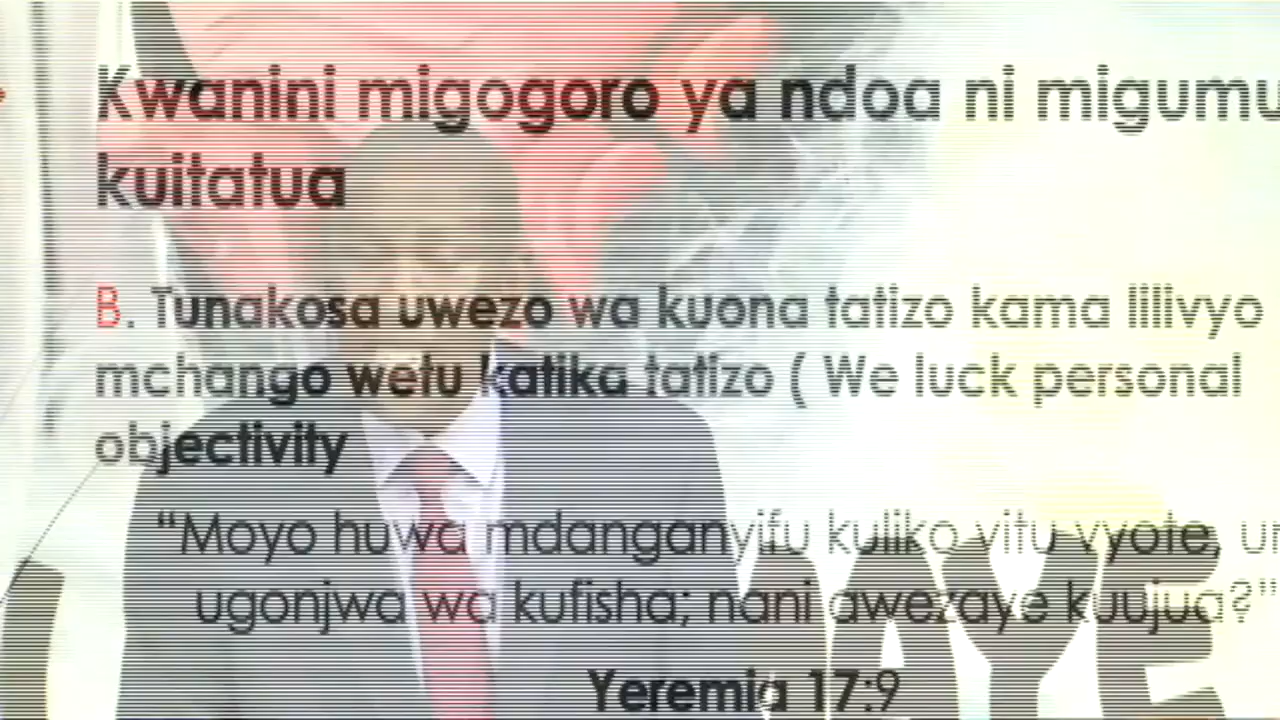 Kwanini migogoro ya ndoa ni migumu
kuitatua
B. Tunakosa uwezo wa kuona tatizo kama lilivyo
mchango wetu katika tatizo ( We luck personal
objectivity
“Moyo huwa mdanganyifu kuliko vitu vyote,
ugonjwa wa kufisha; nani awezaye kuujua?”
Yeremia 17:9
AYE